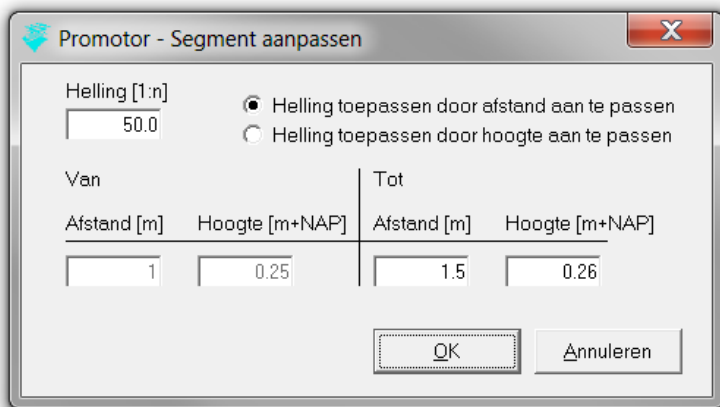 Promotor - Segment aanpassen
Helling [1:n]
50.0
Helling toepassen door afstand aan te passen
Helling toepassen door hoogte aan te passen
Van Tot
Afstand [m] Hoogte [m+NAP] Afstand [m] Hoogte [m+NAP]
1 0.25 1.5 0.26
OK Annuleren